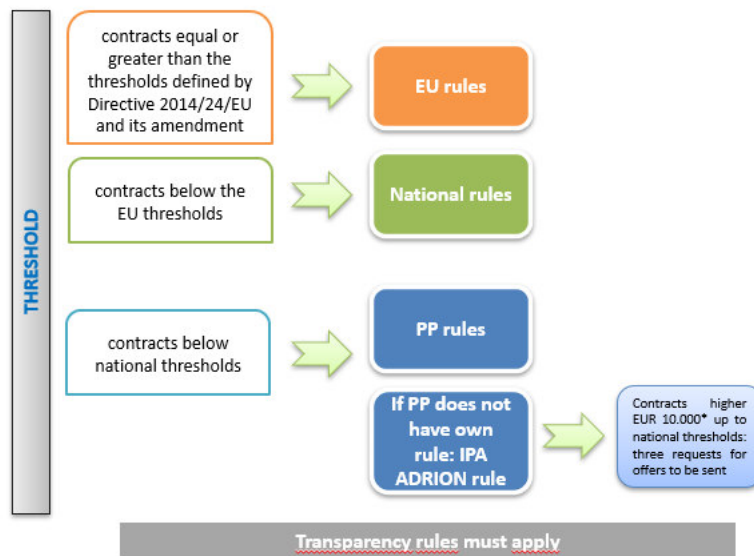 THRESHOLD
contracts equal or
greater than the
thresholds defined by
Directive 2014/24/EU
and its amendment
EU rules
contracts below the
EU thresholds
National rules
contracts below
national thresholds
PP rules
If PP does not
have own
rule: IPA
ADRION rule
Contracts higher
EUR 10.000* up to
national thresholds:
three requests for
offers to be sent
Transparency rules must apply